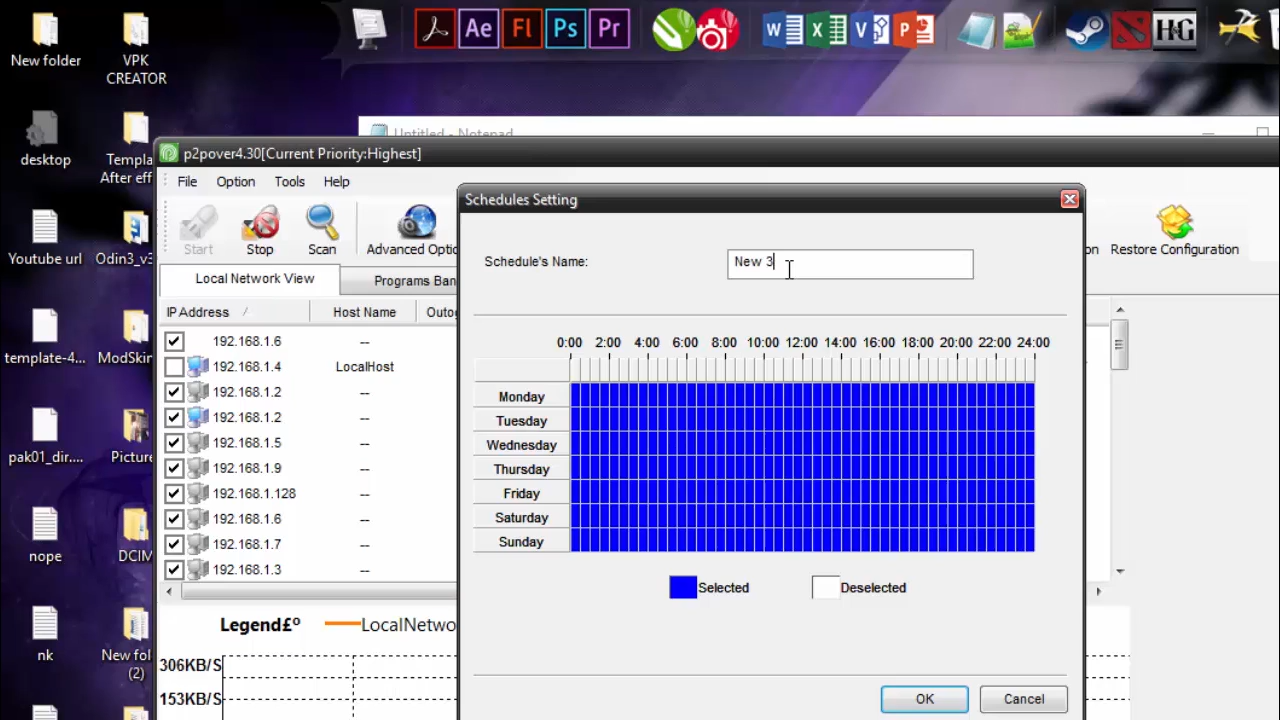 New folder
VPK
CREATOR
Ae
Fl
Ps
Pr
W
X
V
P
HG
desktop
Templa
After eff
Untitled - Notepad
p2pover4.30[Current Priority:Highest]
File
Option
Tools
Help
Start
Stop
Scan
Advanced Optio
on
Restore Configuration
Local Network View
Programs Ban
IP Address
Host Name
Outgo
192.168.1.6
--
192.168.1.4
LocalHost
192.168.1.2
--
192.168.1.2
--
192.168.1.5
--
192.168.1.9
--
192.168.1.128
--
192.168.1.6
--
192.168.1.7
--
192.168.1.3
--
Legend£º
LocalNetwo
306KB/S
153KB/S
Youtube url
Odin3_v3
template-4...
ModSkin
pak01_dir....
Picture
nope
DCIM
nk
New fol
(2)
Schedules Setting
Schedule's Name:
New 3
0:00 2:00 4:00 6:00 8:00 10:00 12:00 14:00 16:00 18:00 20:00 22:00 24:00
Monday
Tuesday
Wednesday
Thursday
Friday
Saturday
Sunday
Selected
Deselected
OK
Cancel